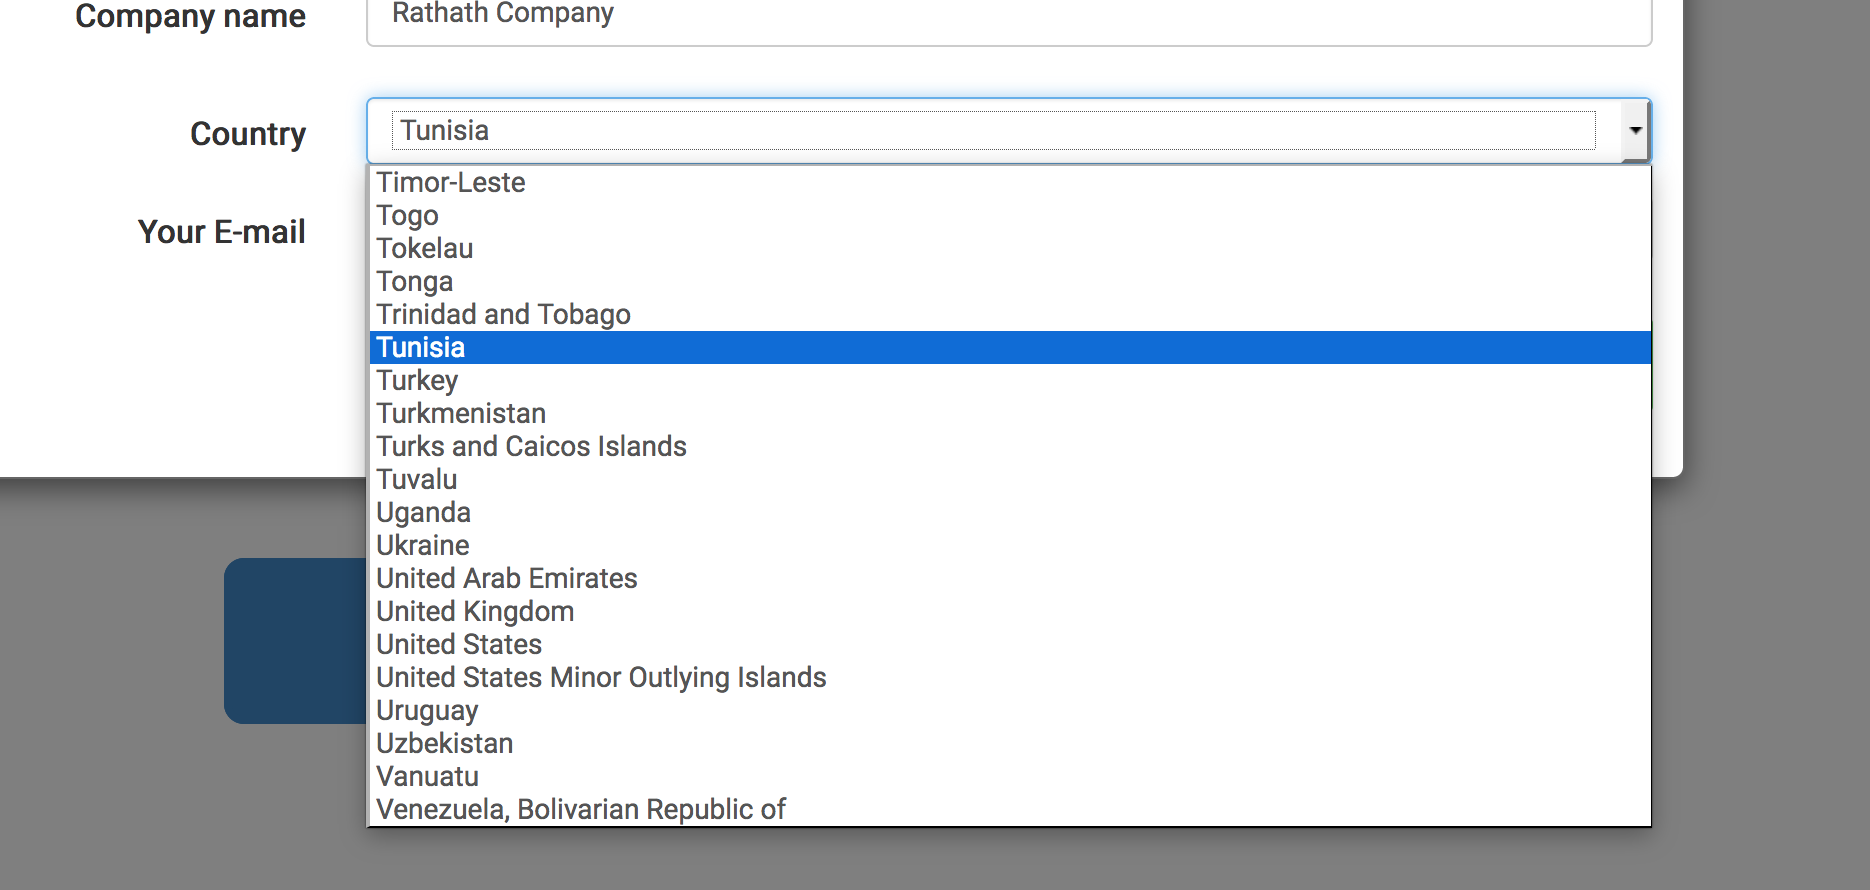 Company name
Rathath Company
Country
Tunisia
Your E-mail
Timor-Leste
Togo
Tokelau
Tonga
Trinidad and Tobago
Tunisia
Turkey
Turkmenistan
Turks and Caicos Islands
Tuvalu
Uganda
Ukraine
United Arab Emirates
United Kingdom
United States
United States Minor Outlying Islands
Uruguay
Uzbekistan
Vanuatu
Venezuela, Bolivarian Republic of